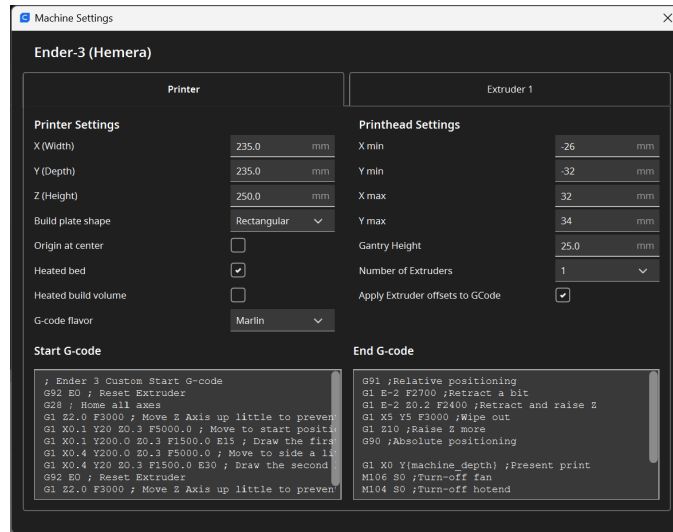 Machine Settings
Ender-3 (Hemera)
Printer
Extruder 1
Printer Settings
X (Width) 235.0 mm
Y (Depth) 235.0 mm
Z (Height) 250.0 mm
Build plate shape Rectangular
Origin at center
Heated bed
Heated build volume
G-code flavor Marlin
Printhead Settings
X min -26 mm
Y min -32 mm
X max 32 mm
Y max 34 mm
Gantry Height 25.0 mm
Number of Extruders 1
Apply Extruder offsets to GCode
Start G-code
; Ender 3 Custom Start G-code
G92 E0 ; Reset Extruder
G28 ; Home all axes
G1 Z2.0 F3000 ; Move Z Axis up little to preven
G1 X0.1 Y20 Z0.3 F5000.0 ; Move to start positi
G1 X0.1 Y200.0 Z0.3 F1500.0 E15 ; Draw the firs
G1 X0.4 Y200.0 Z0.3 F5000.0 ; Move to side a li
G1 X0.4 Y20 Z0.3 F1500.0 E30 ; Draw the second
G92 E0 ; Reset Extruder
G1 Z2.0 F3000 ; Move Z Axis up little to preven
End G-code
G91 ;Relative positioning
G1 E-2 F2700 ;Retract a bit
G1 E-2 Z0.2 F2400 ;Retract and raise Z
G1 X5 Y5 F3000 ;Wipe out
G1 Z10 ;Raise Z more
G90 ;Absolute positioning
G1 X0 Y{machine_depth} ;Present print
M106 S0 ;Turn-off fan
M104 S0 ;Turn-off hotend